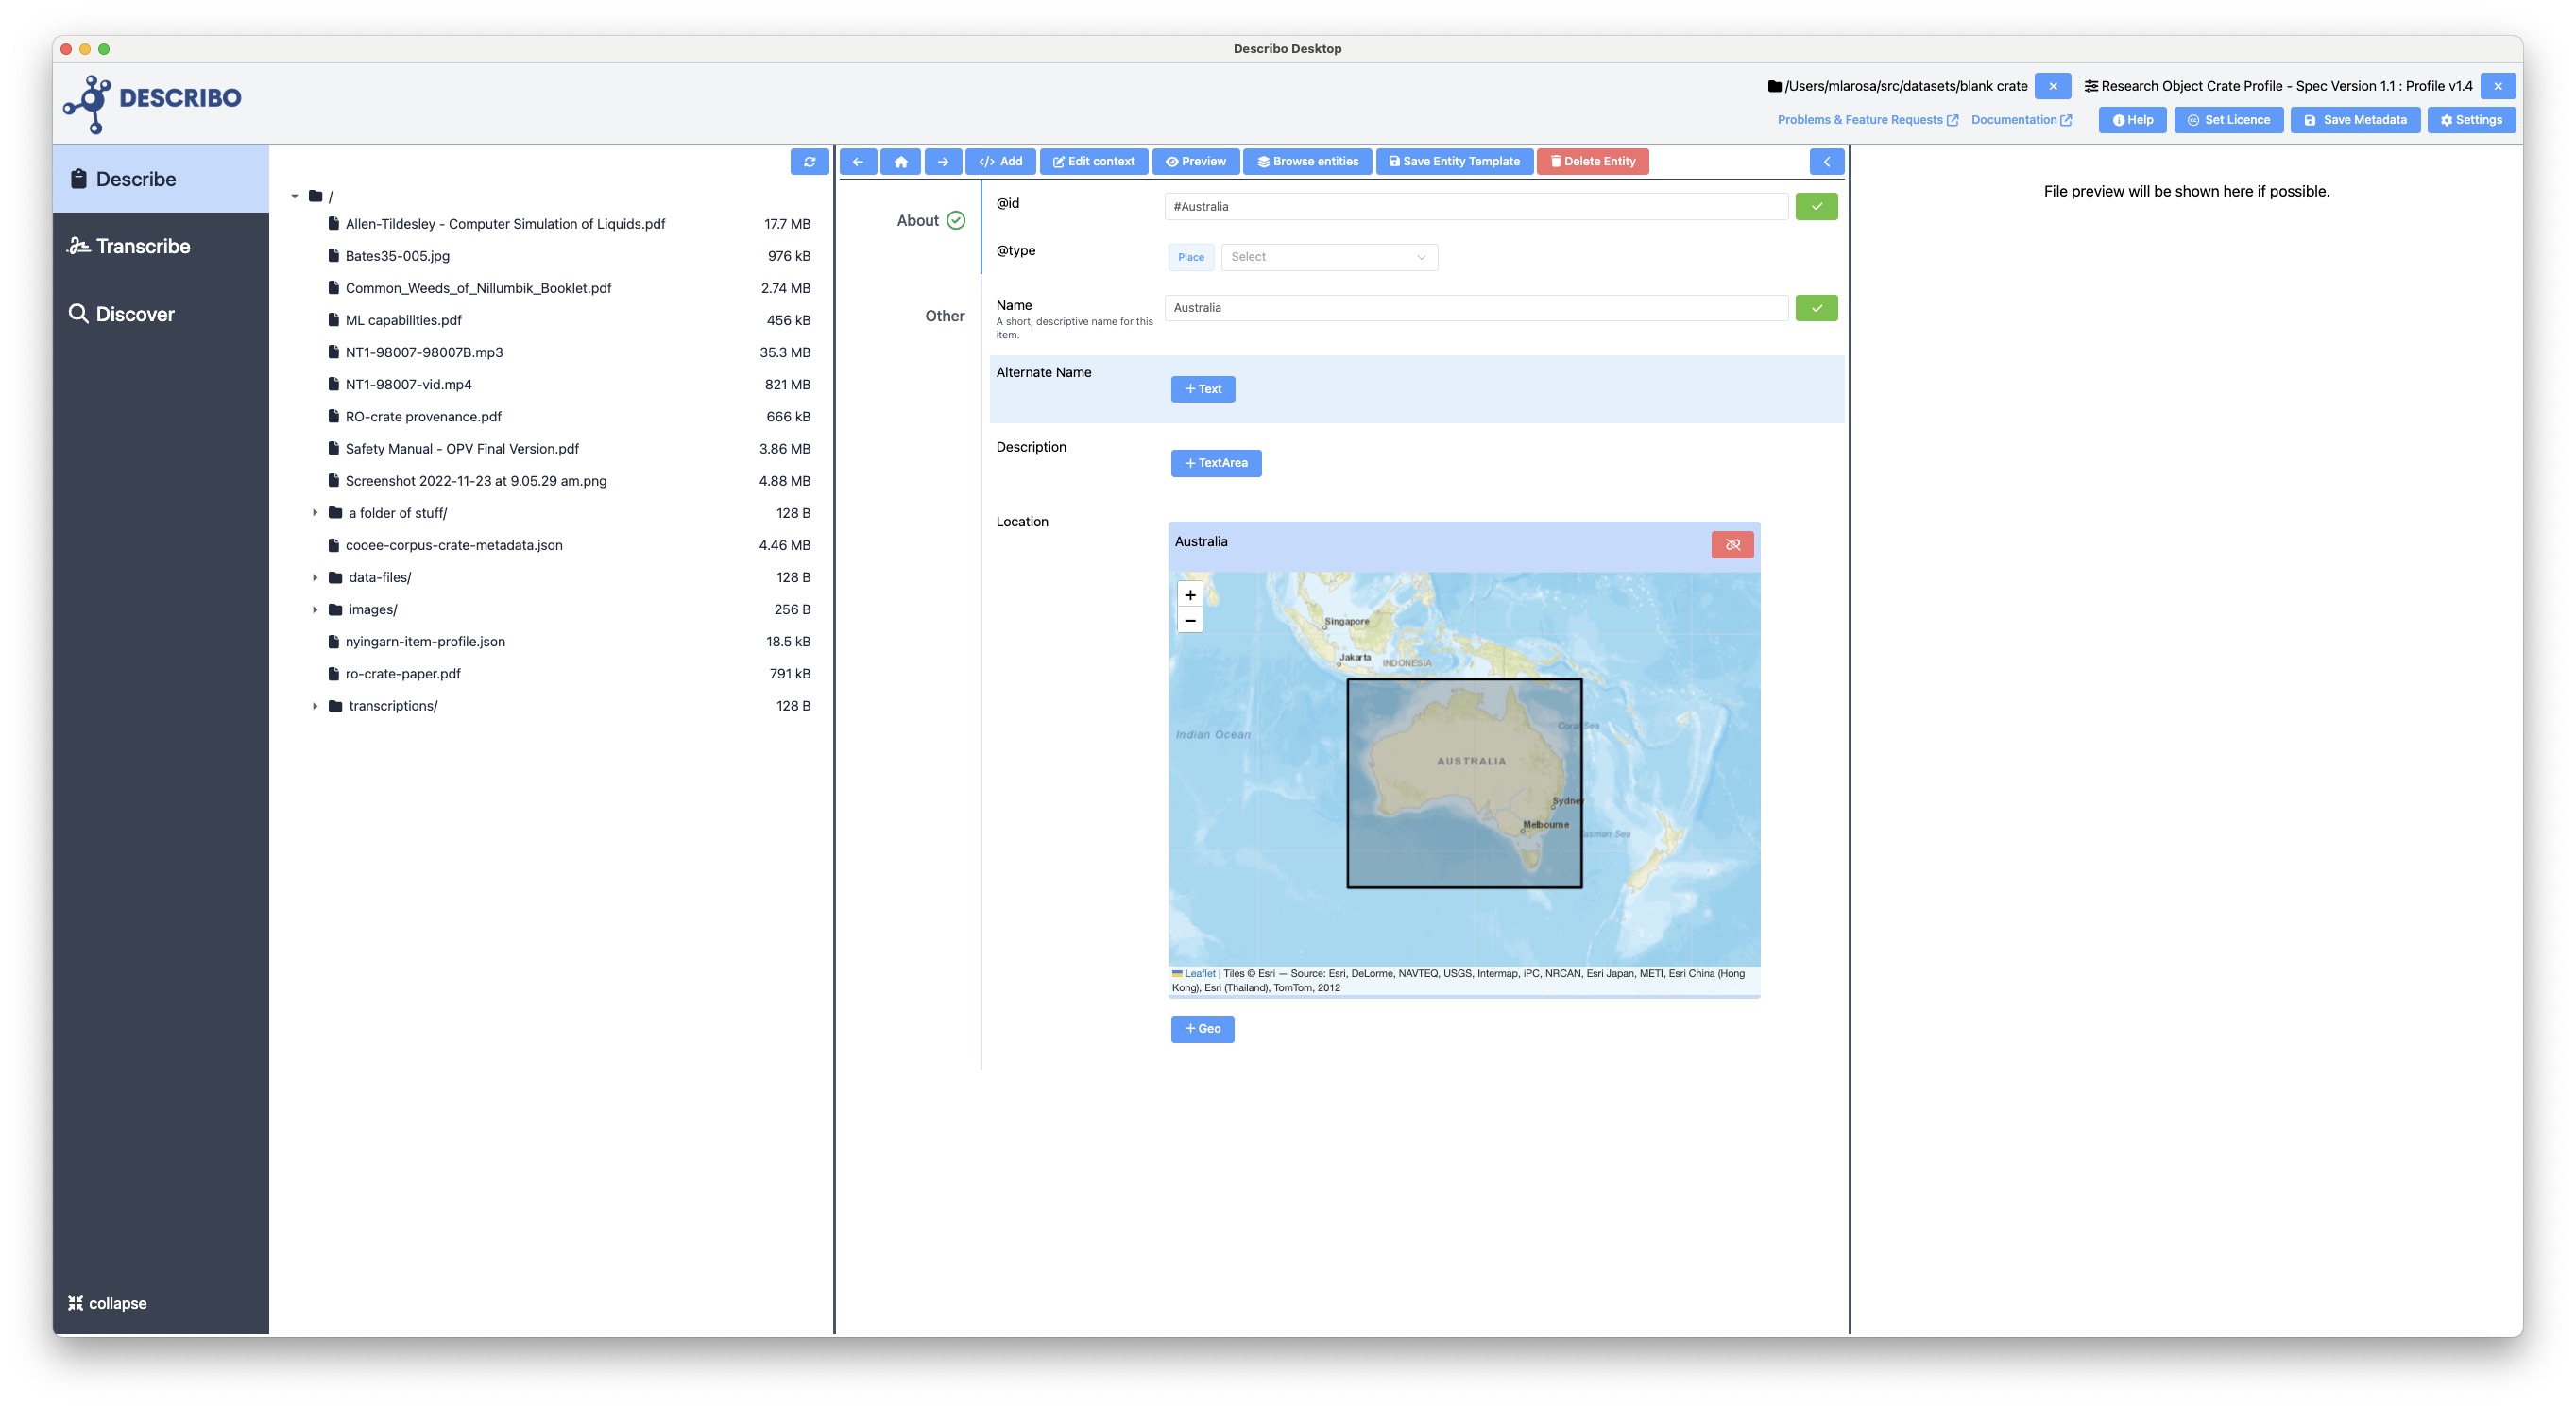 Describo Desktop
DESCRIBO
/Users/mlarosa/src/datasets/blank crate
Research Object Crate Profile - Spec Version 1.1 : Profile v1.4
Problems & Feature Requests
Documentation
Help
Set Licence
Save Metadata
Settings
Describe
Transcribe
Discover
collapse
/
Allen-Tildesley - Computer Simulation of Liquids.pdf 17.7 MB
Bates35-005.jpg 976 kB
Common_Weeds_of_Nillumbik_Booklet.pdf 2.74 MB
ML capabilities.pdf 456 kB
NT1-98007-98007B.mp3 35.3 MB
NT1-98007-vid.mp4 821 MB
RO-crate provenance.pdf 666 kB
Safety Manual - OPV Final Version.pdf 3.86 MB
Screenshot 2022-11-23 at 9.05.29 am.png 4.88 MB
a folder of stuff/ 128 B
cooee-corpus-crate-metadata.json 4.46 MB
data-files/ 128 B
images/ 256 B
nyingarn-item-profile.json 18.5 kB
ro-crate-paper.pdf 791 kB
transcriptions/ 128 B
</> Add
Edit context
Preview
Browse entities
Save Entity Template
Delete Entity
About
Other
@id
#Australia
@type
Place
Select
Name
A short, descriptive name for this
item.
Australia
Alternate Name
+ Text
Description
+ TextArea
Location
Australia
+
−
Singapore
Jakarta
INDONESIA
Indian Ocean
Coral Sea
AUSTRALIA
Sydney
Melbourne
Tasman Sea
Leaflet | Tiles © Esri — Source: Esri, DeLorme, NAVTEQ, USGS, Intermap, iPC, NRCAN, Esri Japan, METI, Esri China (Hong
Kong), Esri (Thailand), TomTom, 2012
+ Geo
File preview will be shown here if possible.